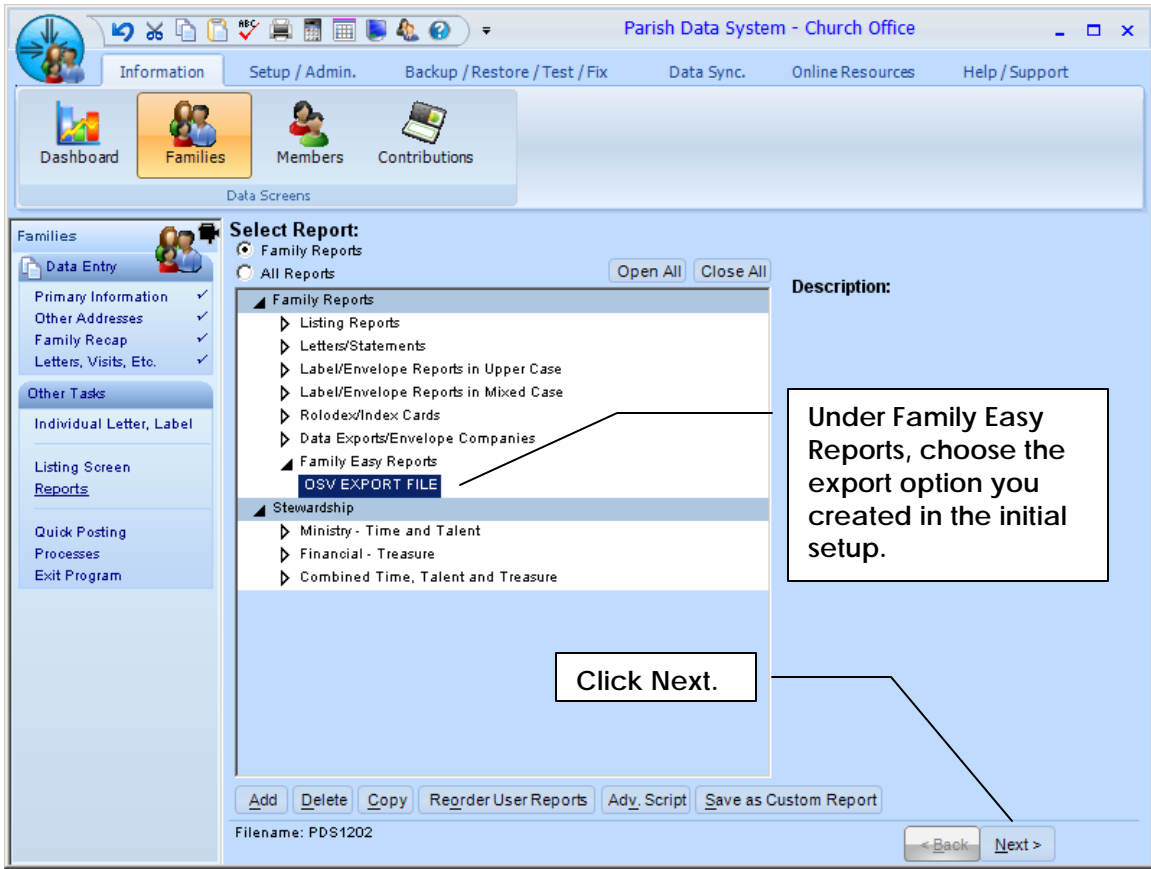 ABC
Parish Data System - Church Office
Information Setup / Admin. Backup / Restore / Test / Fix Data Sync. Online Resources Help / Support
Dashboard Families Members Contributions
Data Screens
Families
Data Entry
Primary Information
Other Addresses
Family Recap
Letters, Visits, Etc.
Other Tasks
Individual Letter, Label
Listing Screen
Reports
Quick Posting
Processes
Exit Program
Select Report:
Family Reports
All Reports
Open All Close All
Family Reports
Listing Reports
Letters/Statements
Label/Envelope Reports in Upper Case
Label/Envelope Reports in Mixed Case
Rolodex/Index Cards
Data Exports/Envelope Companies
Family Easy Reports
OSV EXPORT FILE
Stewardship
Ministry - Time and Talent
Financial - Treasure
Combined Time, Talent and Treasure
Description:
Under Family Easy
Reports, choose the
export option you
created in the initial
setup.
Click Next.
Add Delete Copy Reorder User Reports Adv. Script Save as Custom Report
Filename: PDS1202
< Back Next >